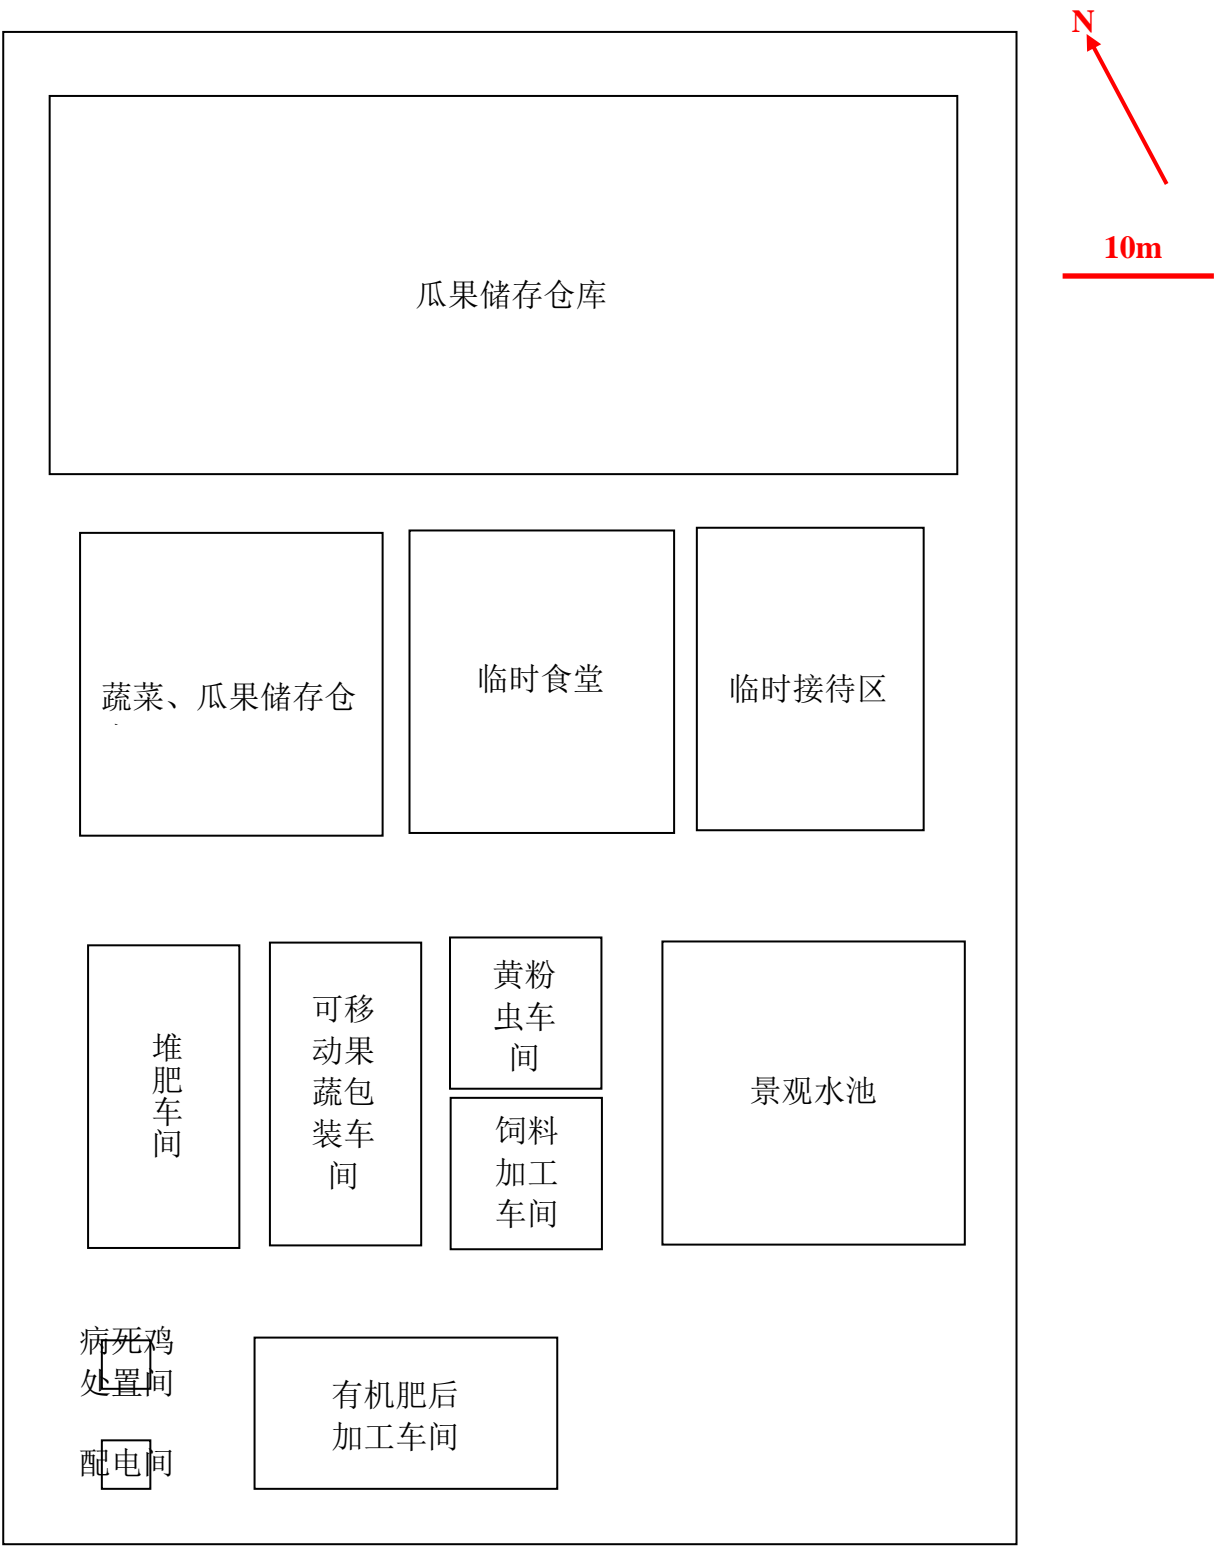 N
10m
瓜果储存仓库
蔬菜、瓜果储存仓
临时食堂
临时接待区
堆
肥
车
间
可移
动果
蔬包
装车
间
黄粉
虫车
间
饲料
加工
车间
景观水池
病死鸡
处置间
配电间
有机肥后
加工车间